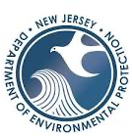 • NEW JERSEY •
DEPARTMENT OF ENVIRONMENTAL PROTECTION